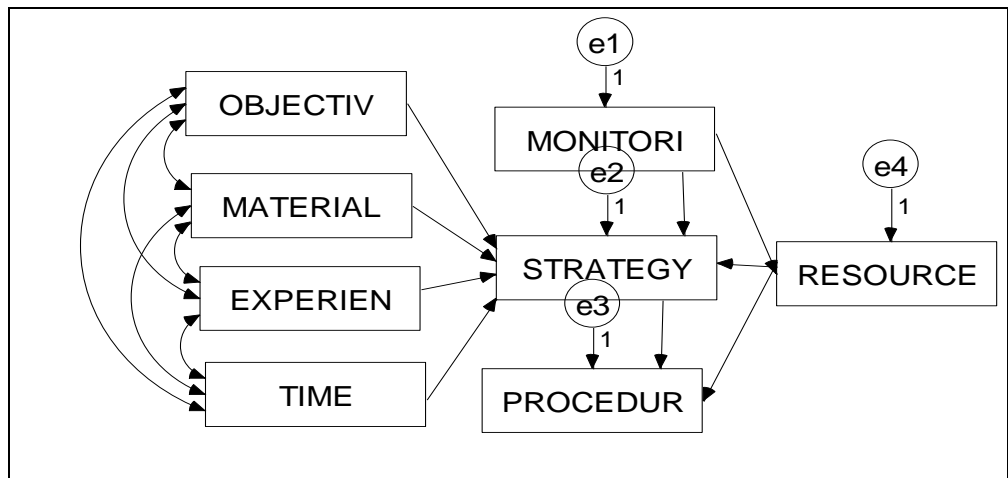 e1
1
OBJECTIV
MONITORI
e2
1
e4
1
MATERIAL
STRATEGY
RESOURCE
EXPERIEN
e3
1
TIME
PROCEDUR